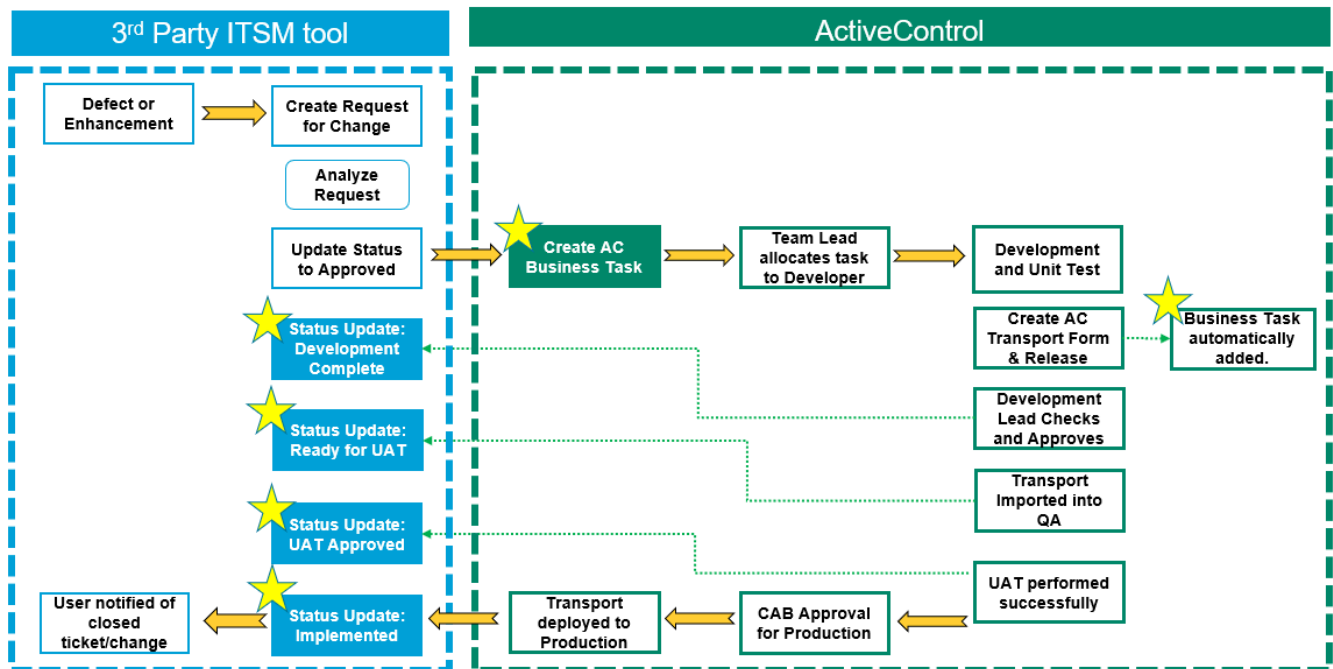 3rd Party ITSM tool
ActiveControl
Defect or
Enhancement
Create Request
for Change
Analyze
Request
Update Status
to Approved
Create AC
Business Task
Team Lead
allocates task
to Developer
Development
and Unit Test
Status Update:
Development
Complete
Create AC
Transport Form
& Release
Business Task
automatically
added.
Status Update:
Ready for UAT
Development
Lead Checks
and Approves
Status Update:
UAT Approved
Transport
Imported into
QA
User notified of
closed
ticket/change
Status Update:
Implemented
Transport
deployed to
Production
CAB Approval
for Production
UAT performed
successfully